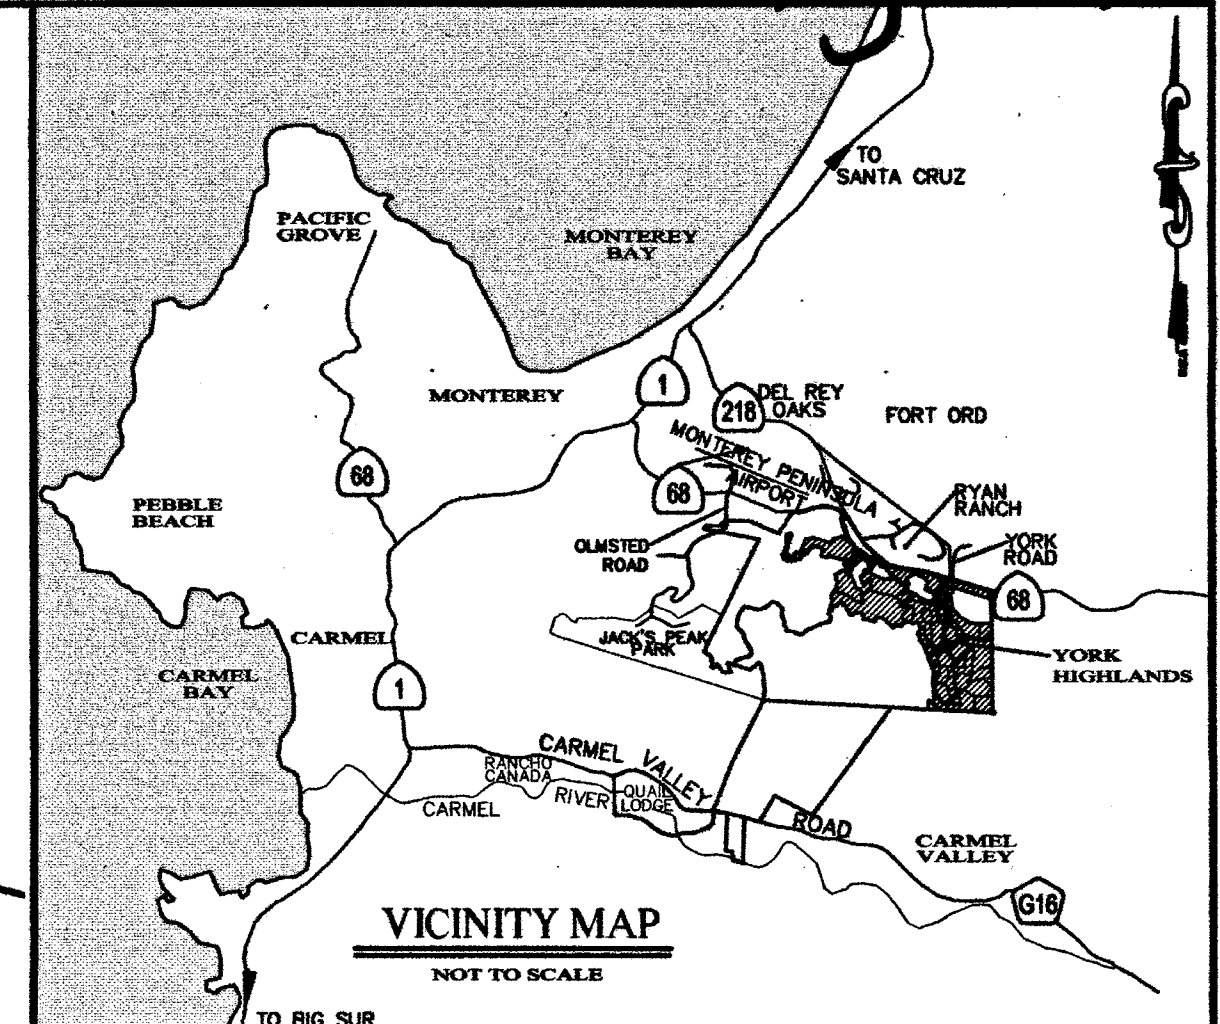 TO
SANTA CRUZ
PACIFIC
GROVE
MONTEREY
BAY
1
MONTEREY
218
DEL REY
OAKS
FORT ORD
MONTEREY PENINSULA
AIRPORT
68
68
RYAN
RANCH
PEBBLE
BEACH
OLMSTED
ROAD
YORK
ROAD
68
CARMEL
JACK'S PEAK
PARK
YORK
HIGHLANDS
CARMEL
BAY
1
CARMEL VALLEY ROAD
RANCHO
CANADA
QUAIL
LODGE
CARMEL RIVER
CARMEL
VALLEY
G16
VICINITY MAP
NOT TO SCALE
TO BIG SUR